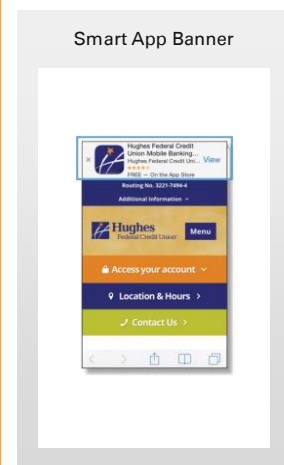 Smart App Banner
Hughes Federal Credit
Union Mobile Banking...
Hughes Federal Credit Uni...
View
FREE — On the App Store
Routing No. 3221-7494-4
Additional Information
Hughes
Federal Credit Union
Menu
Access your account
Location & Hours >
Contact Us >